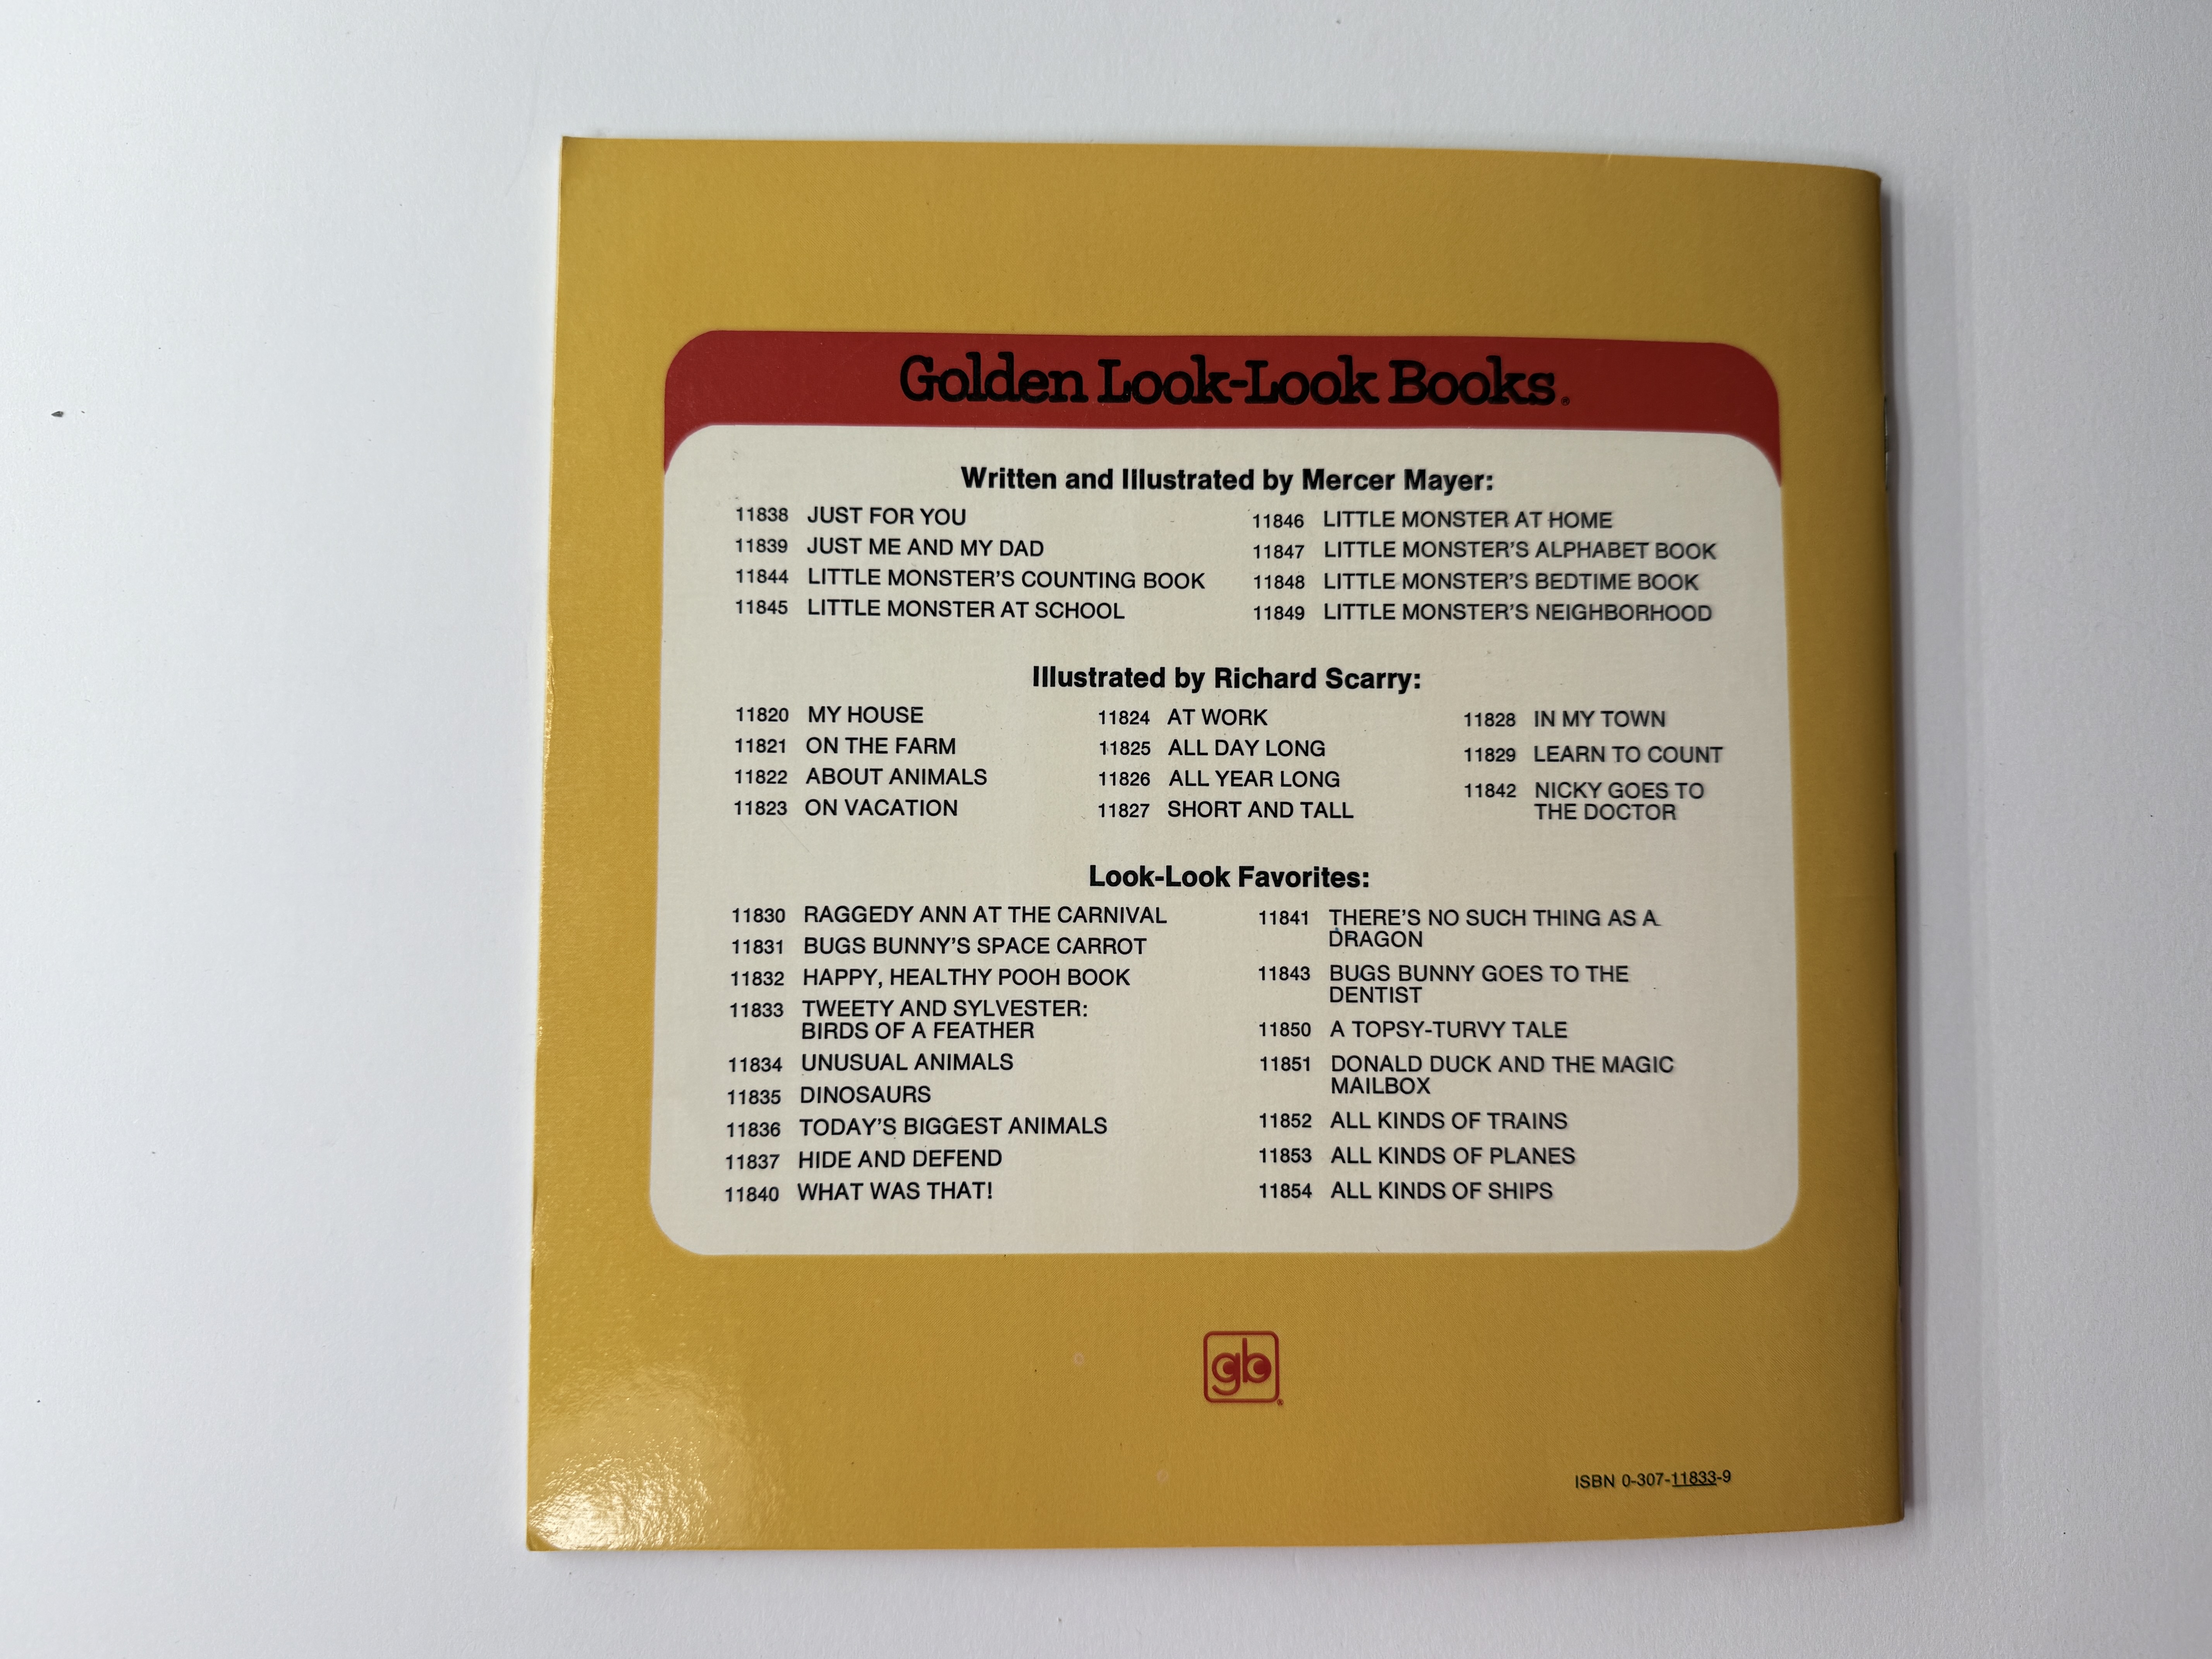 Golden Look-Look Books®
Written and Illustrated by Mercer Mayer:
11838 JUST FOR YOU
11839 JUST ME AND MY DAD
11844 LITTLE MONSTER'S COUNTING BOOK
11845 LITTLE MONSTER AT SCHOOL
11846 LITTLE MONSTER AT HOME
11847 LITTLE MONSTER'S ALPHABET BOOK
11848 LITTLE MONSTER'S BEDTIME BOOK
11849 LITTLE MONSTER'S NEIGHBORHOOD
Illustrated by Richard Scarry:
11820 MY HOUSE
11821 ON THE FARM
11822 ABOUT ANIMALS
11823 ON VACATION
11824 AT WORK
11825 ALL DAY LONG
11826 ALL YEAR LONG
11827 SHORT AND TALL
11828 IN MY TOWN
11829 LEARN TO COUNT
11842 NICKY GOES TO
THE DOCTOR
Look-Look Favorites:
11830 RAGGEDY ANN AT THE CARNIVAL
11831 BUGS BUNNY'S SPACE CARROT
11832 HAPPY, HEALTHY POOH BOOK
11833 TWEETY AND SYLVESTER:
BIRDS OF A FEATHER
11834 UNUSUAL ANIMALS
11835 DINOSAURS
11836 TODAY'S BIGGEST ANIMALS
11837 HIDE AND DEFEND
11840 WHAT WAS THAT!
11841 THERE'S NO SUCH THING AS A
DRAGON
11843 BUGS BUNNY GOES TO THE
DENTIST
11850 A TOPSY-TURVY TALE
11851 DONALD DUCK AND THE MAGIC
MAILBOX
11852 ALL KINDS OF TRAINS
11853 ALL KINDS OF PLANES
11854 ALL KINDS OF SHIPS
gb®
ISBN 0-307-11833-9